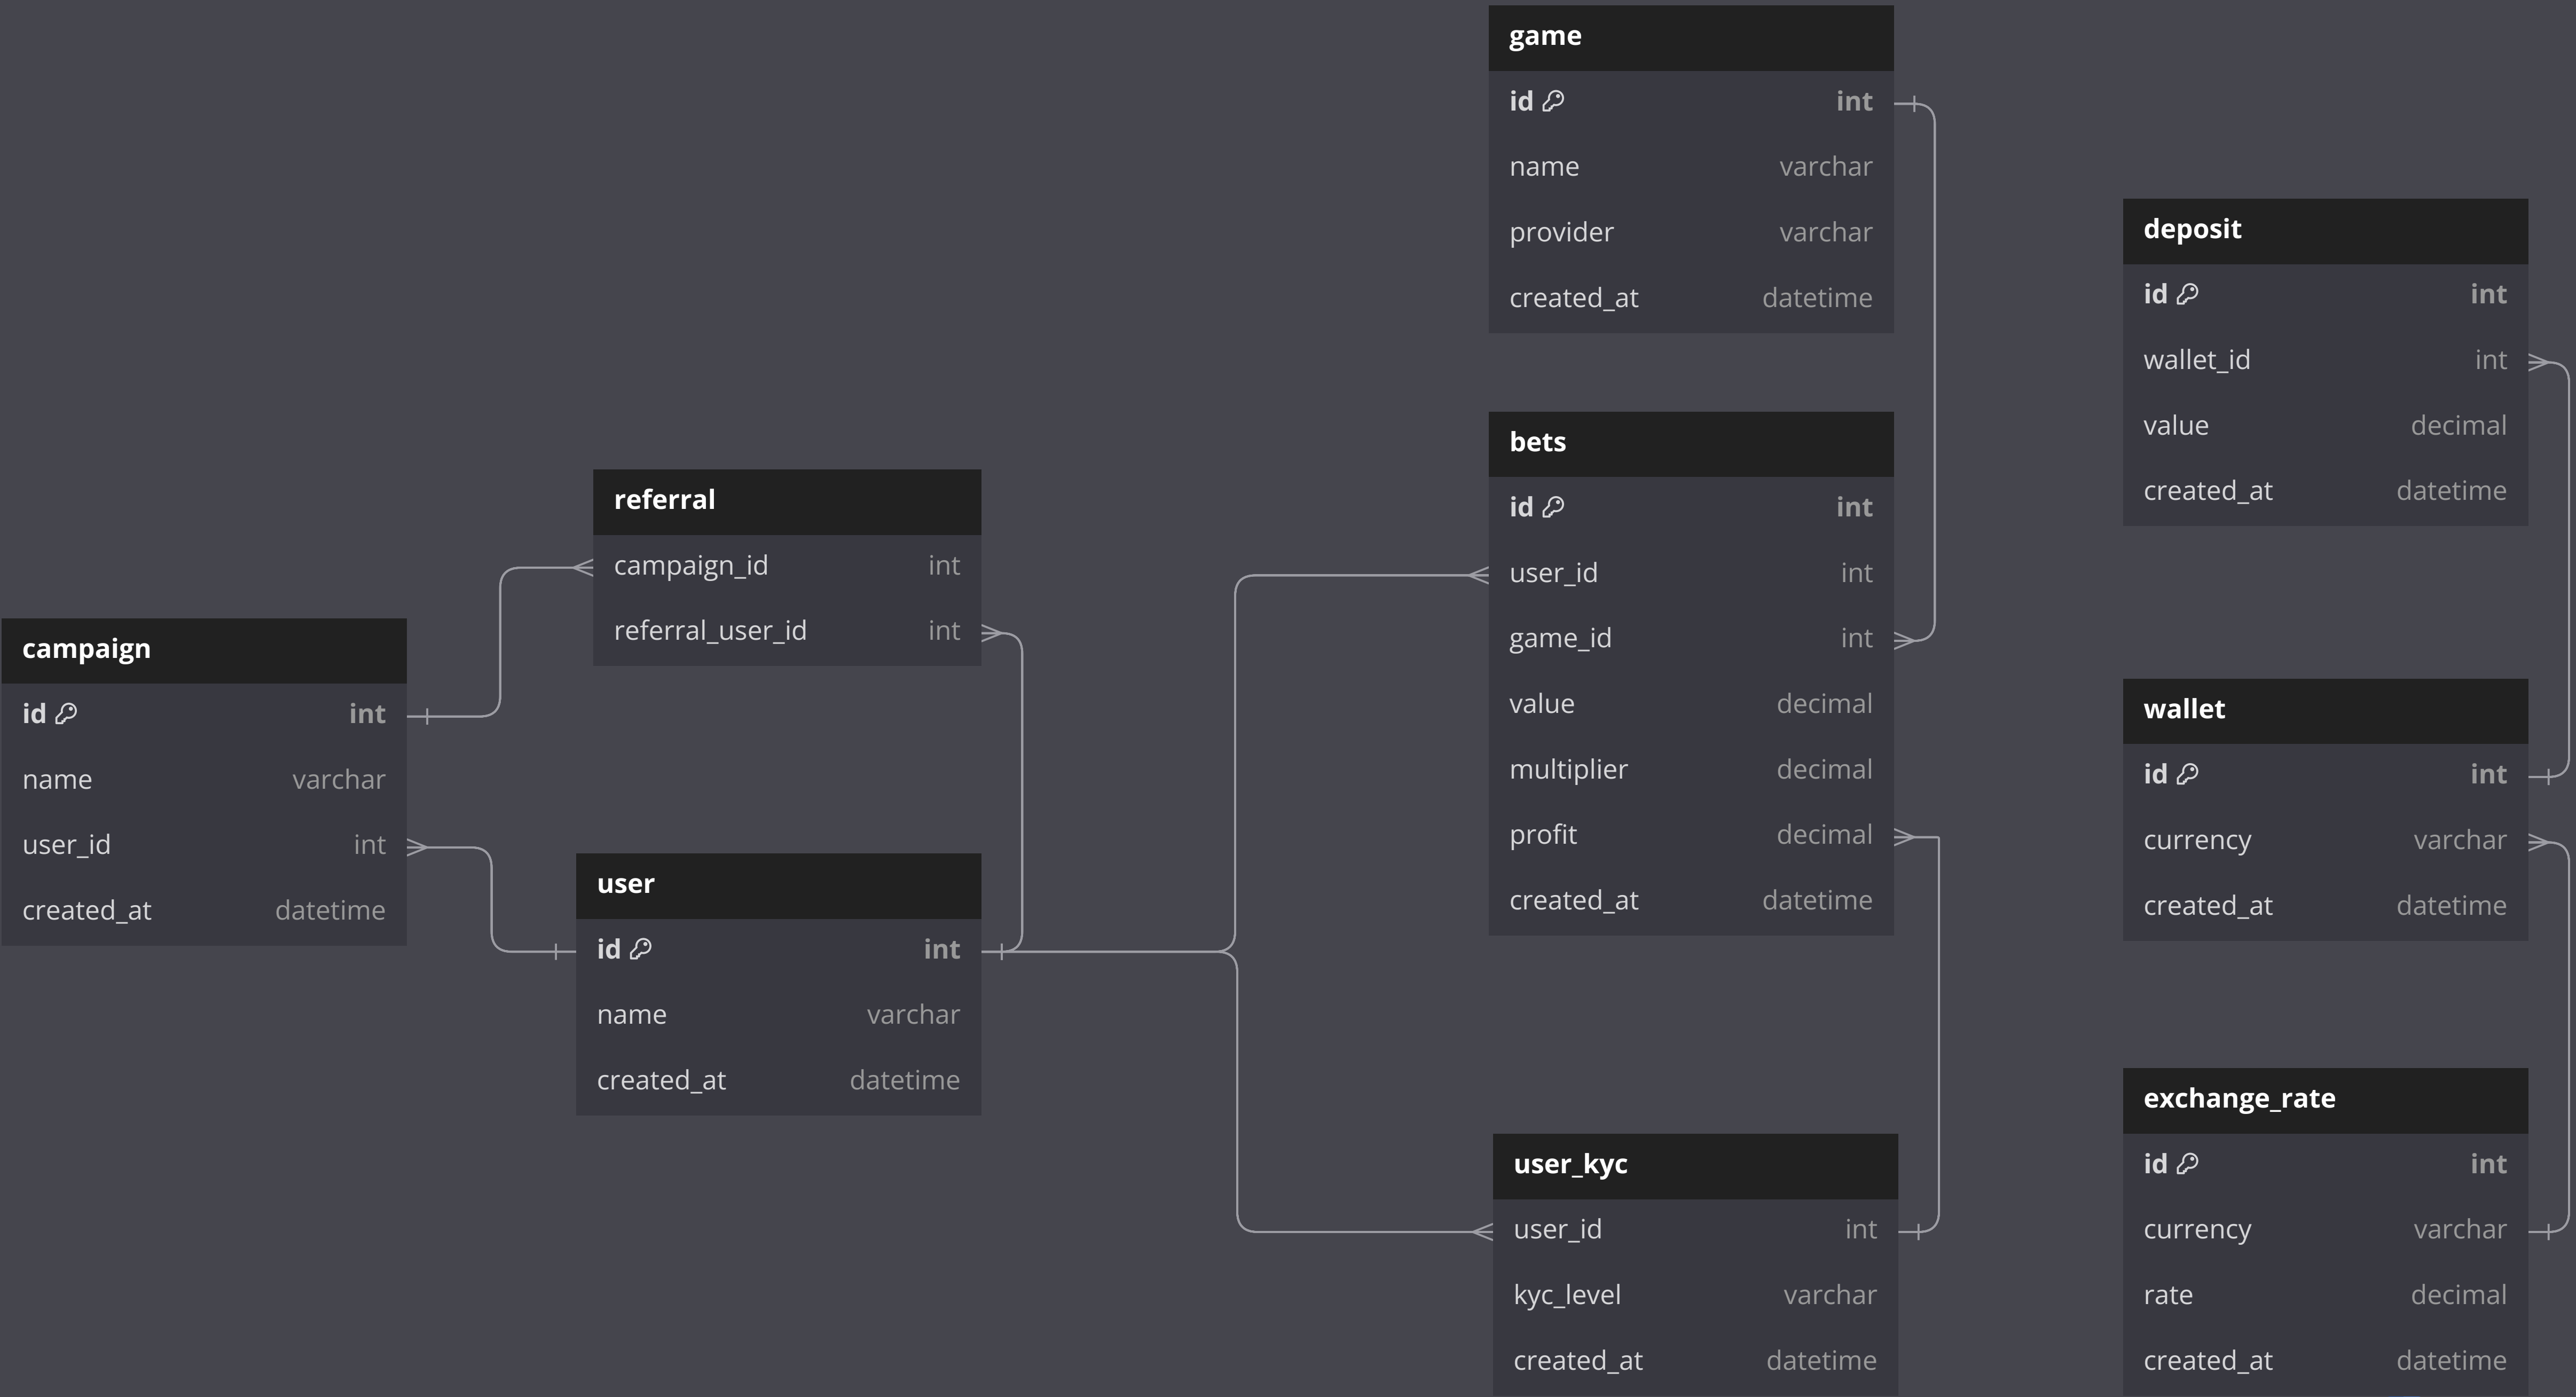 game
id int
name varchar
provider varchar
created_at datetime
deposit
id int
wallet_id int
value decimal
created_at datetime
bets
id int
user_id int
game_id int
value decimal
multiplier decimal
profit decimal
created_at datetime
referral
campaign_id int
referral_user_id int
campaign
id int
name varchar
user_id int
created_at datetime
wallet
id int
currency varchar
created_at datetime
user
id int
name varchar
created_at datetime
exchange_rate
id int
currency varchar
rate decimal
created_at datetime
user_kyc
user_id int
kyc_level varchar
created_at datetime